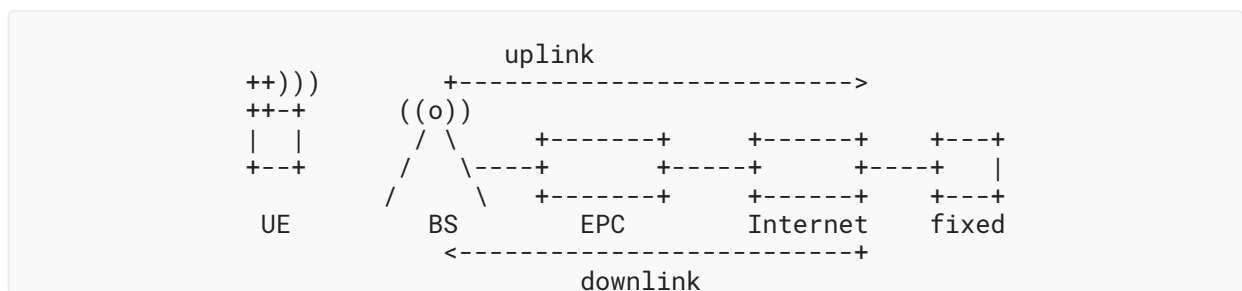 uplink
++)))          +-------------------------->
++-+      ((o))
|  |       / \     +-------+     +------+    +---+
+--+      /   \----+       +-----+      +----+   |
         /     \   +-------+     +------+    +---+
UE BS EPC Internet fixed
<--------------------------+
downlink